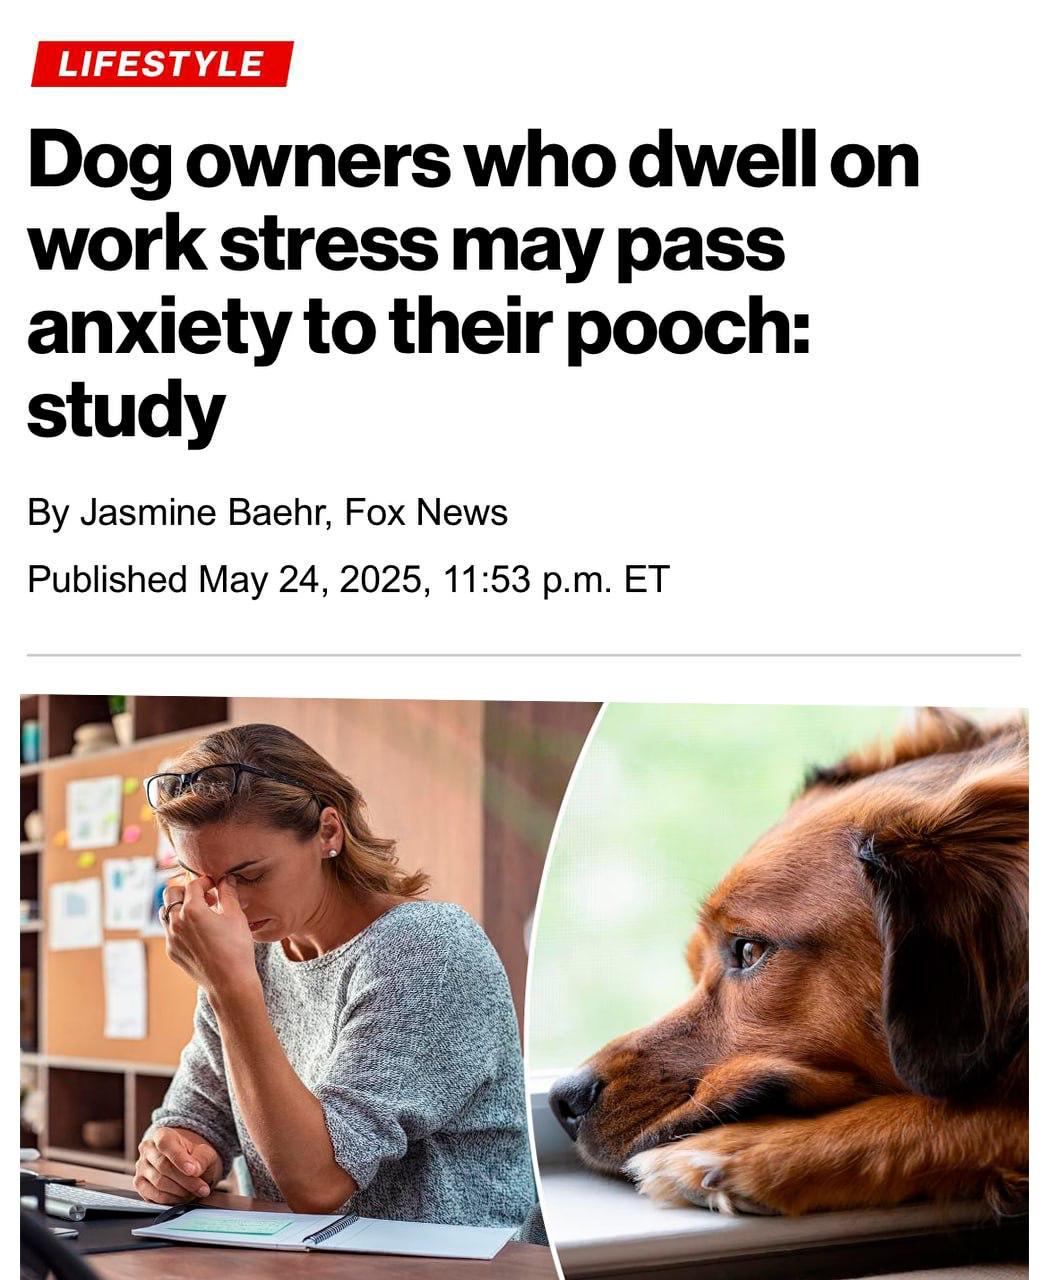 LIFESTYLE
Dog owners who dwell on
work stress may pass
anxiety to their pooch:
study
By Jasmine Baehr, Fox News
Published May 24, 2025, 11:53 p.m. ET